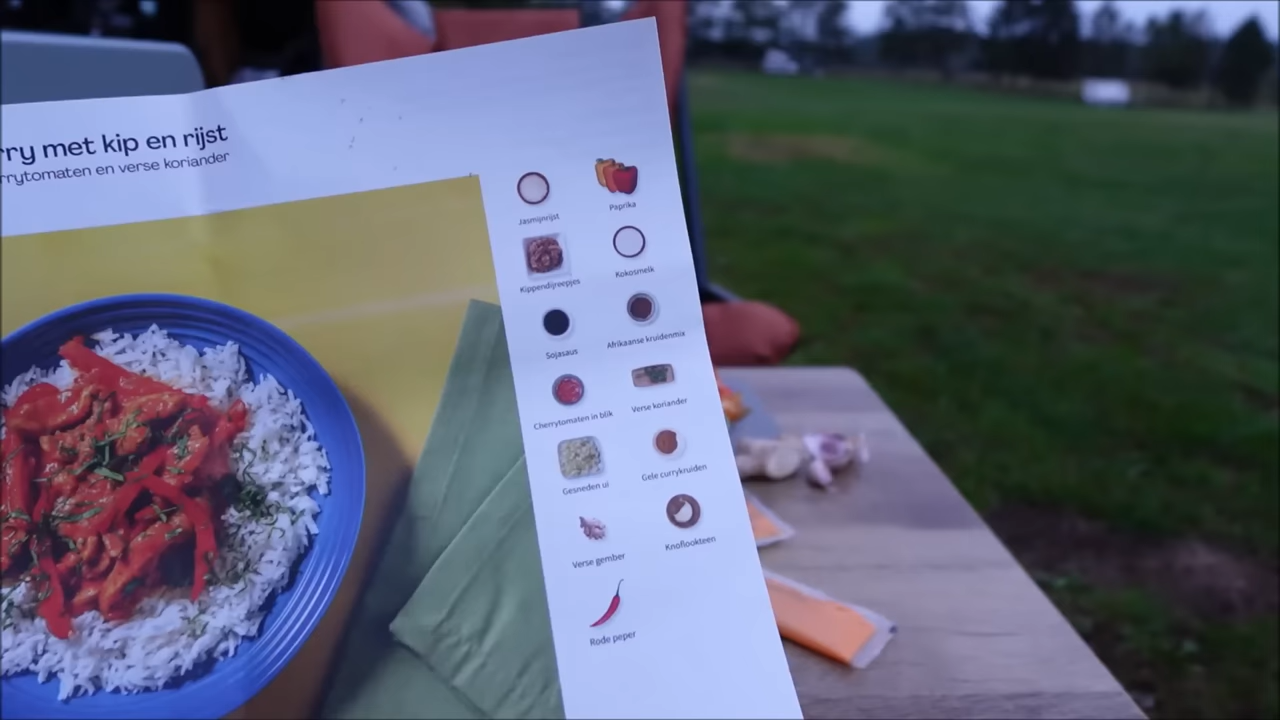 rry met kip en rijst
rrytomaten en verse koriander
Jasmijnrijst
Paprika
Kippendijreepjes
Kokosmelk
Sojasaus
Afrikaanse kruidenmix
Cherrytomaten in blik
Verse koriander
Gesneden ui
Gele currykruiden
Verse gember
Knoflookteen
Rode peper